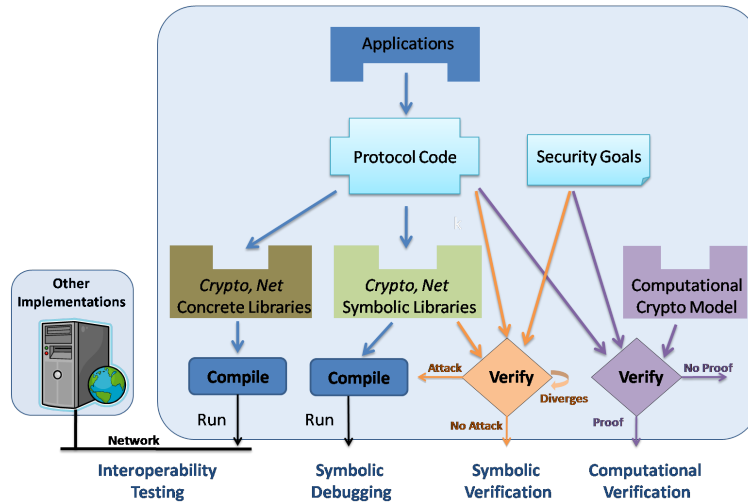 Applications
Protocol Code
Security Goals
Other
Implementations
Crypto, Net
Concrete Libraries
Crypto, Net
Symbolic Libraries
Computational
Crypto Model
Compile
Compile
Attack
Verify
Diverges
Verify
No Proof
Run
Run
No Attack
Proof
Network
Interoperability
Testing
Symbolic
Debugging
Symbolic
Verification
Computational
Verification